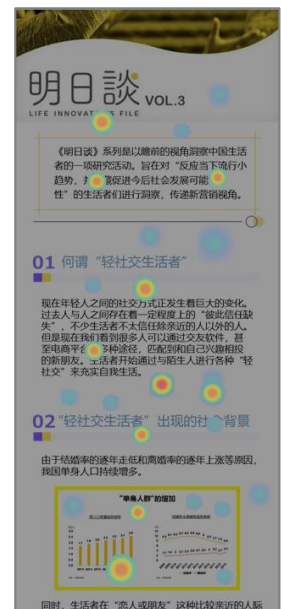 明日談 VOL.3
LIFE INNOVATORS FILE
《明日谈》系列是以瞻前的视角洞察中国生活
者的一项研究活动。旨在对“反应当下流行小
趋势，并 促进今后社会发展可能
性”的生活者们进行洞察，传递新营销视角。
01 何谓“轻社交生活者”
现在年轻人之间的社交方式正发生着巨大的变化。
过去人与人之间存在着一定程度上的“彼此信任缺
失”，不少生活者不太信任除亲近的人以外的人。
但是现在我们看到很多人可以通过交友软件，甚
至电商平台 多种途径，匹配到和自己兴趣相投
的新朋友。生活者开始通过与陌生人进行各种“轻
社交”来充实自我生活。
02 “轻社交生活者”出现的社会背景
由于结婚率的逐年走低和离婚率的逐年上涨等原因，
我国单身人口持续增多。
“单身人群”的增加
同时，生活者在“恋人或朋友”这种比较亲近的人际